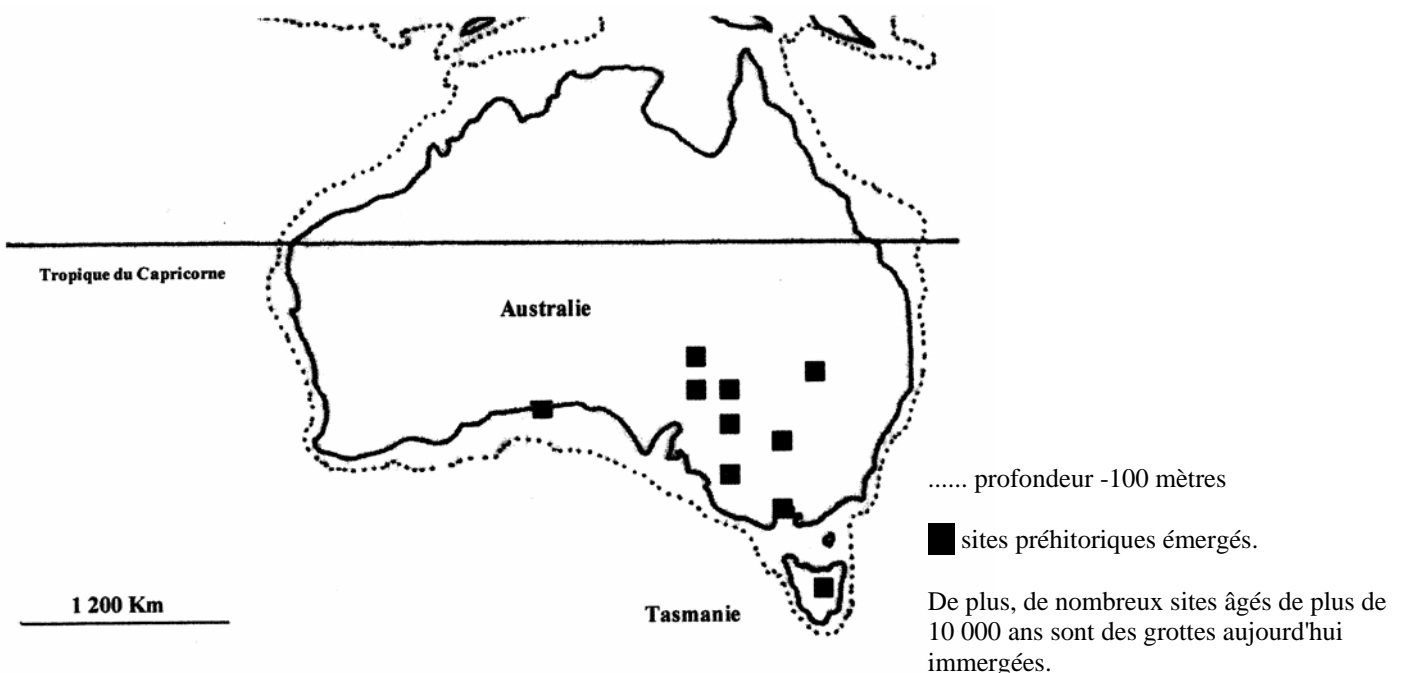 Tropique du Capricorne
Australie
...... profondeur -100 mètres
sites préhitoriques émergés.
1 200 Km
Tasmanie
De plus, de nombreux sites âgés de plus de
10 000 ans sont des grottes aujourd'hui
immergées.